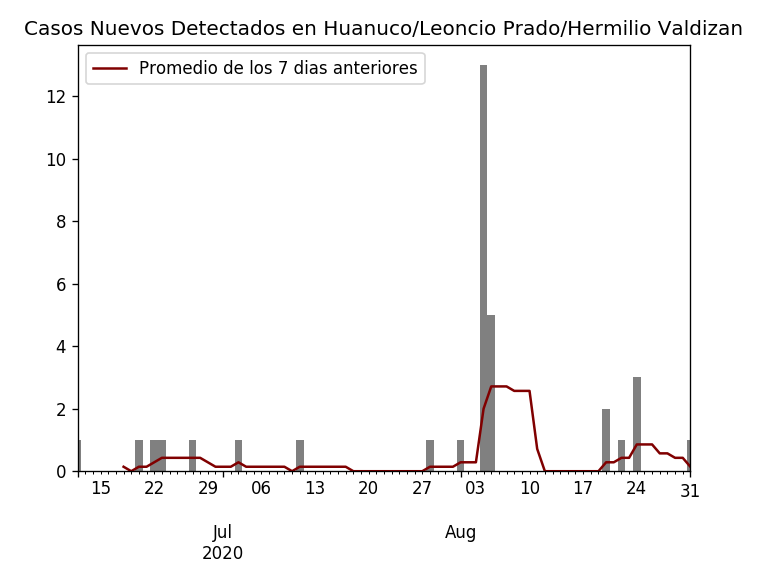 Casos Nuevos Detectados en Huanuco/Leoncio Prado/Hermilio Valdizan
Promedio de los 7 dias anteriores
12
10
8
6
4
2
0
15 22 29 06 13 20 27 03 10 17 24 31
Jul Aug
2020